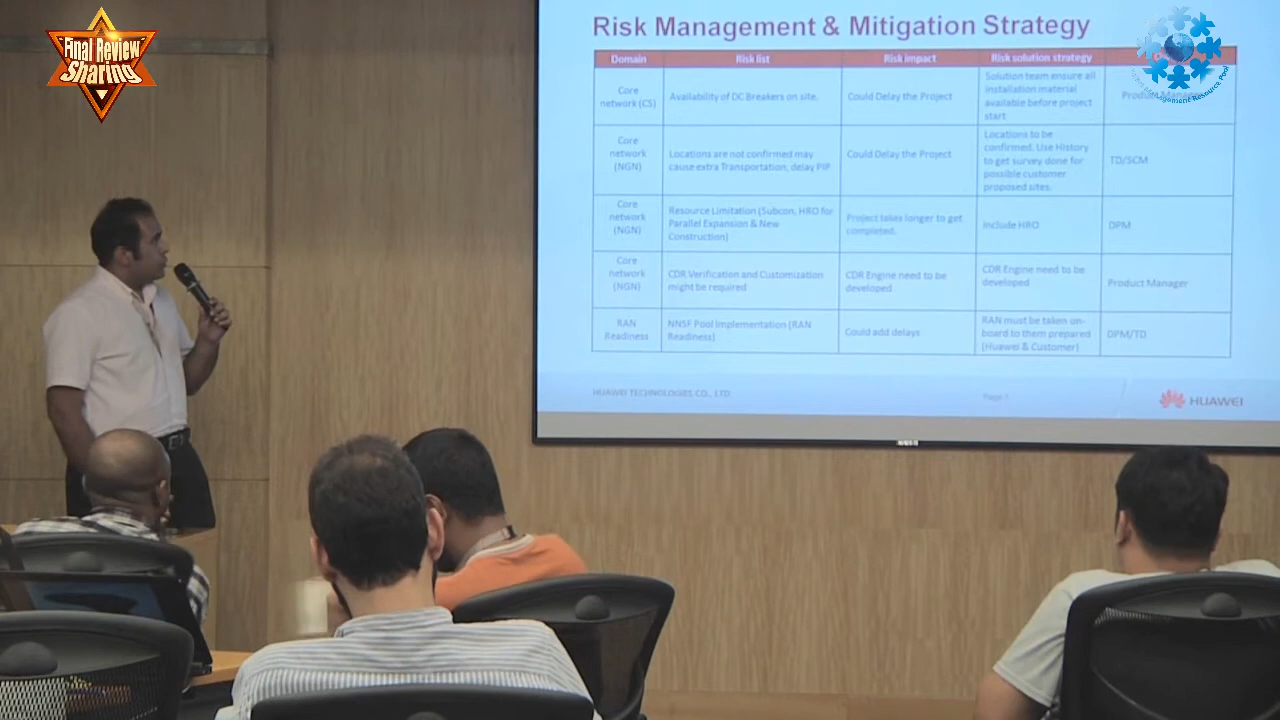 Final Review
Sharing
Risk Management & Mitigation Strategy
Domain
Risk list
Risk impact
Risk solution strategy
Core
network (CS)
Availability of DC Breakers on site.
Could Delay the Project
Solution team ensure all
installation material
available before project
start
Product Manager
Management Resource Pool
Core
network
(NGN)
Locations are not confirmed may
cause extra Transportation, delay PIP
Could Delay the Project
Locations to be
confirmed. Use History
to get survey done for
possible customer
proposed sites.
TD/SCM
Core
network
(NGN)
Resource Limitation (Subcon, HRO for
Parallel Expansion & New
Construction)
Project takes longer to get
completed.
Include HRO
DPM
Core
network
(NGN)
CDR Verification and Customization
might be required
CDR Engine need to be
developed
CDR Engine need to be
developed
Product Manager
RAN
Readiness
NNSF Pool Implementation (RAN
Readiness)
Could add delays
RAN must be taken on-
board to them prepared
(Huawei & Customer)
DPM/TD
HUAWEI TECHNOLOGIES CO., LTD
Page
HUAWEI